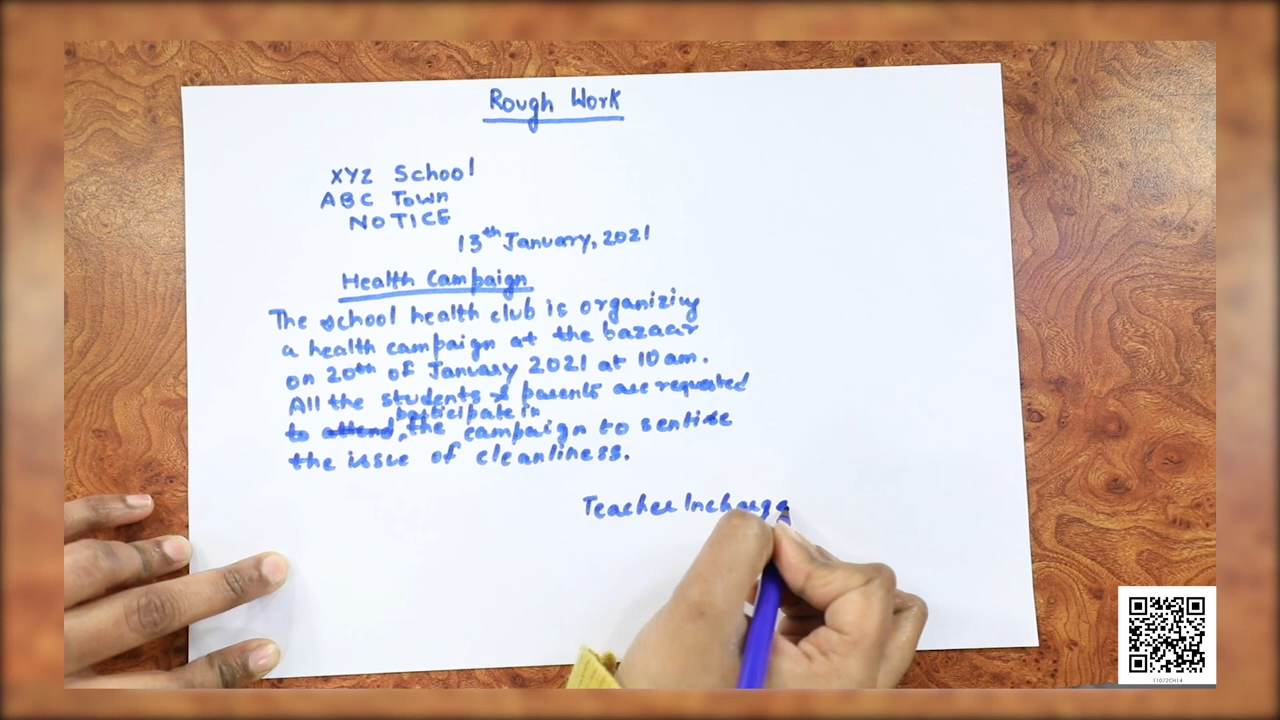 Rough Work
XYZ School
ABC Town
NOTICE
13th January, 2021
Health Campaign
The school health club is organizing
a health campaign at the bazaar
on 20th of January 2021 at 10 am.
All the students & parents are requested
participate in
to attend, the campaign to sentise
the issue of cleanliness.
Teacher Incharge
11072CH14